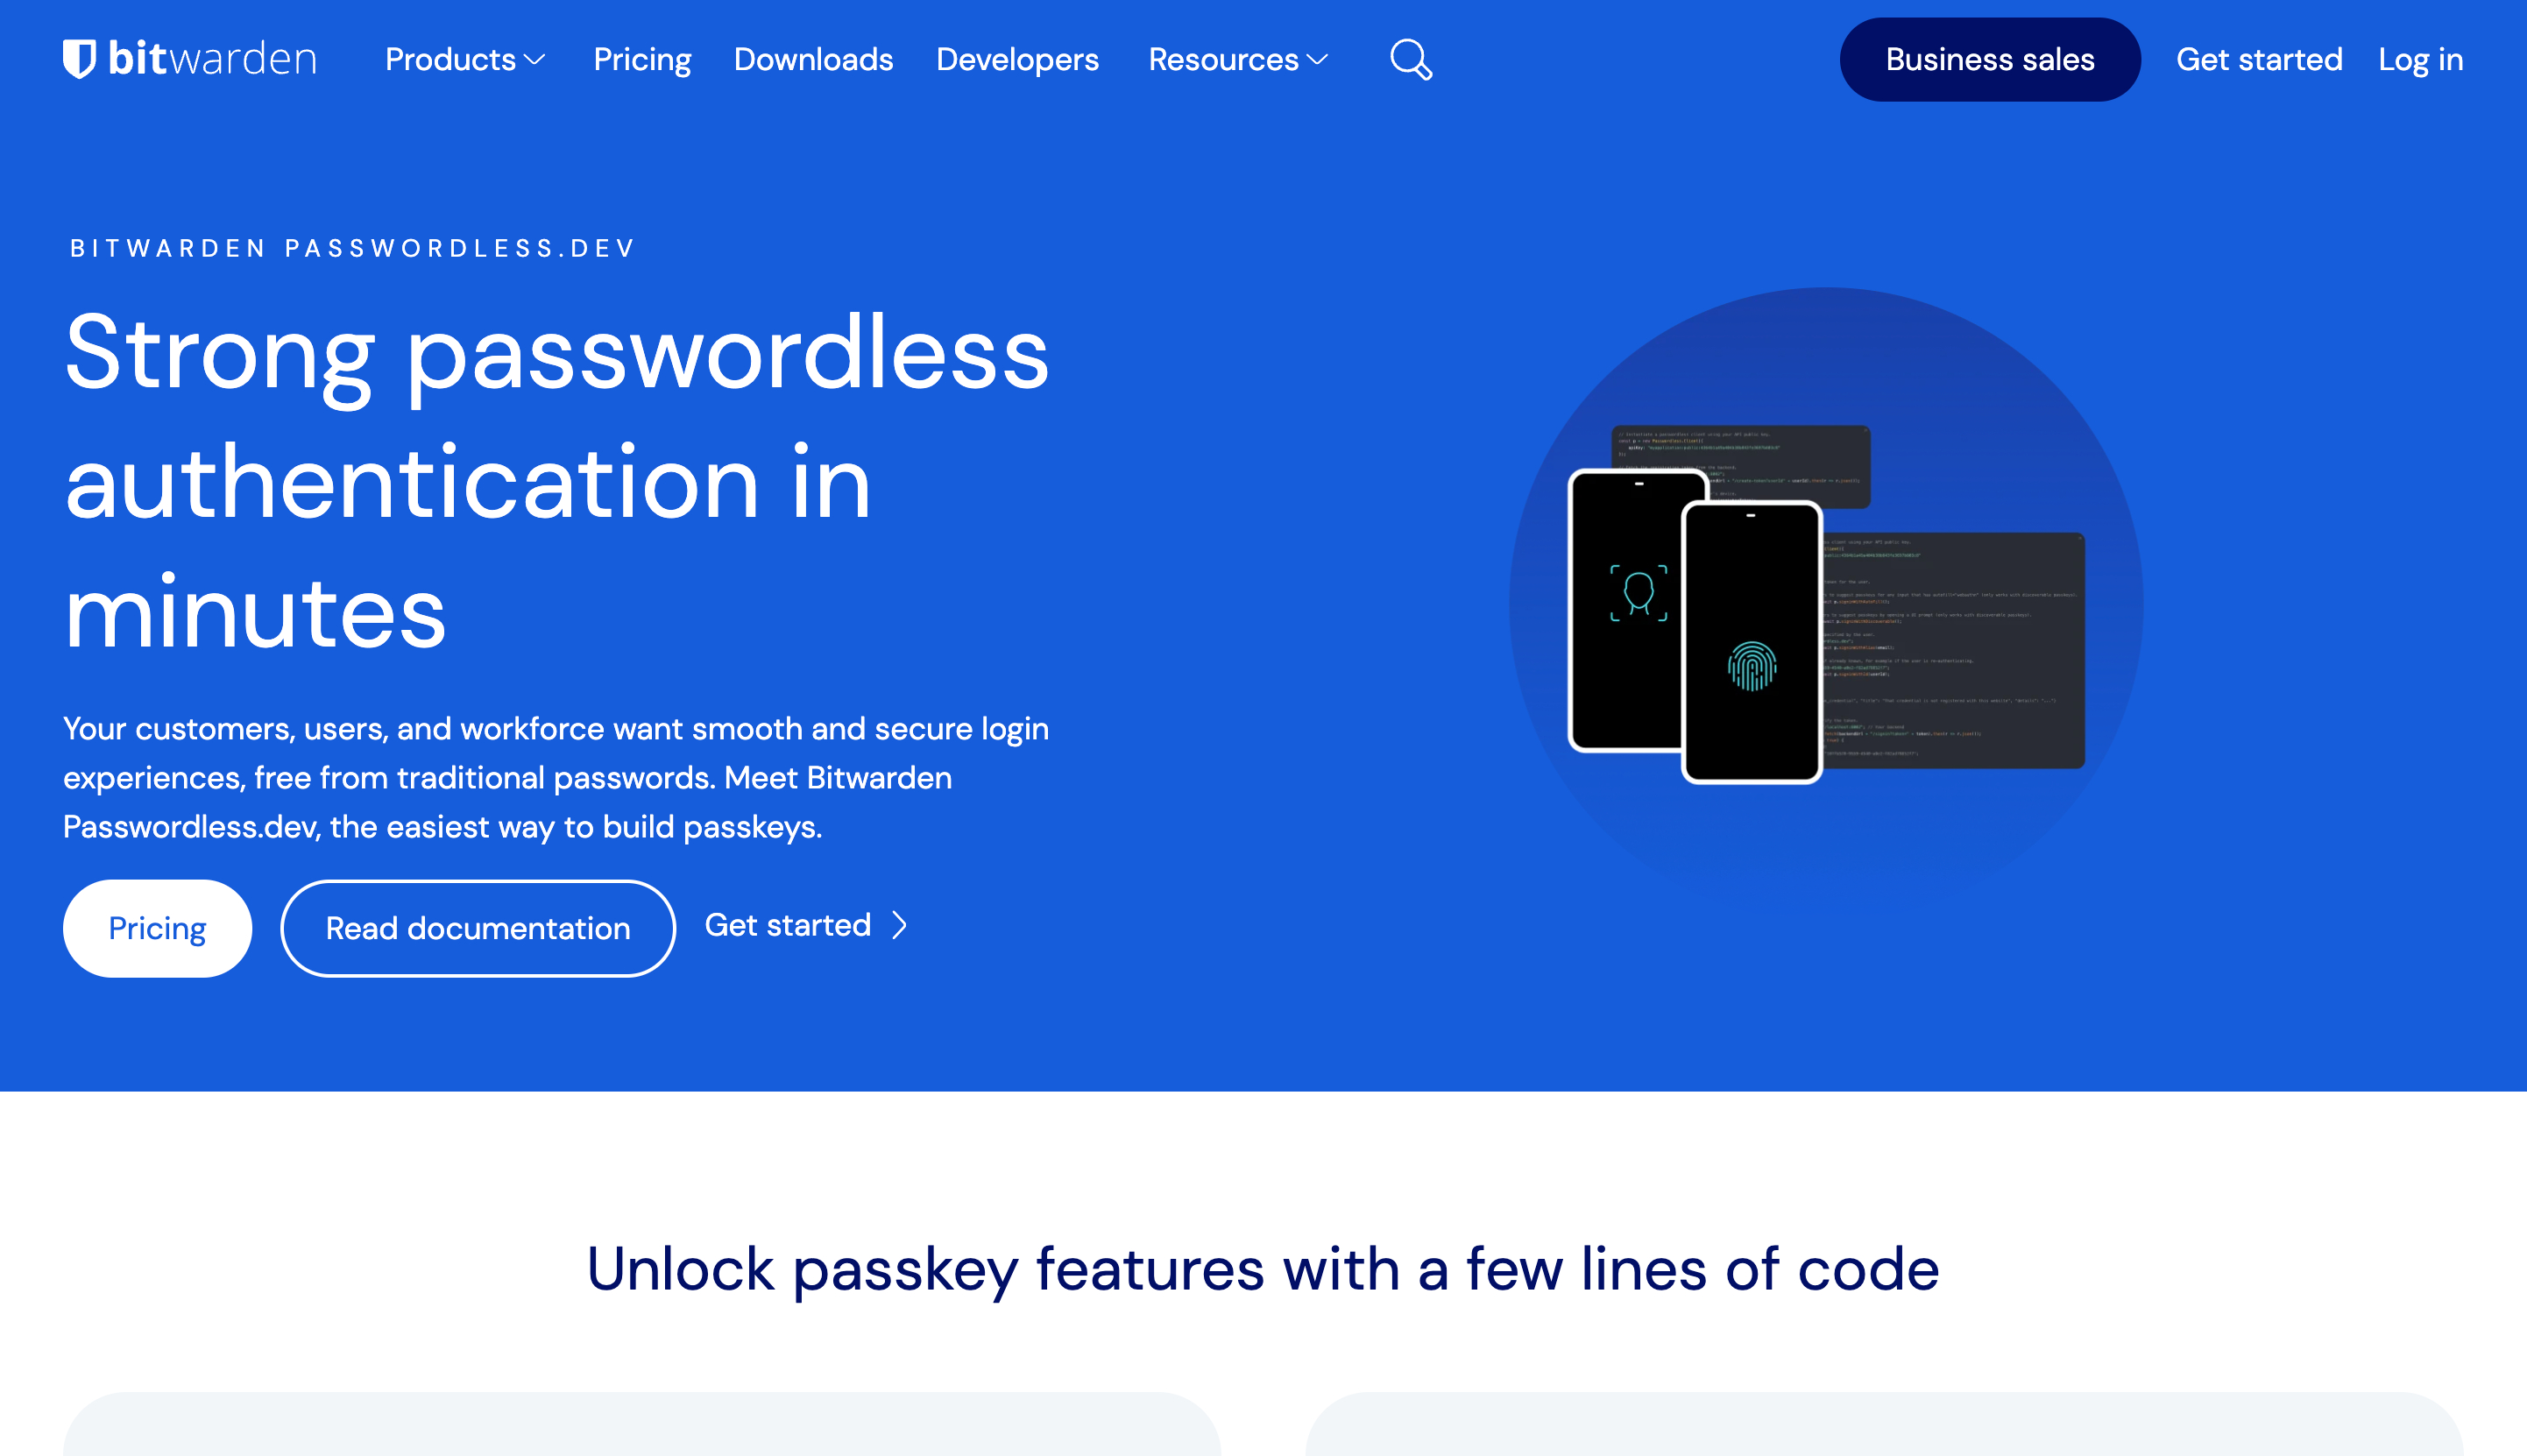 bitwarden
Products
Pricing
Downloads
Developers
Resources
Business sales
Get started
Log in
BITWARDEN PASSWORDLESS.DEV
Strong passwordless
authentication in
minutes
Your customers, users, and workforce want smooth and secure login
experiences, free from traditional passwords. Meet Bitwarden
Passwordless.dev, the easiest way to build passkeys.
Pricing
Read documentation
Get started
Unlock passkey features with a few lines of code